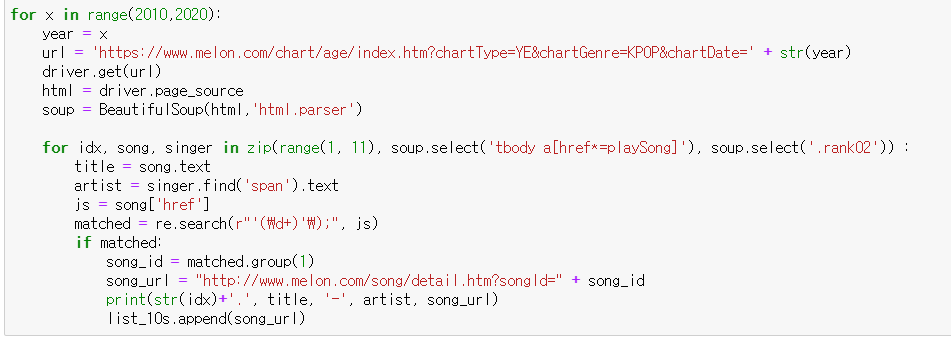 for x in range(2010,2020):
    year = x
    url = 'https://www.melon.com/chart/age/index.htm?chartType=YE&chartGenre=KPOP&chartDate=' + str(year)
    driver.get(url)
    html = driver.page_source
    soup = BeautifulSoup(html,'html.parser')

    for idx, song, singer in zip(range(1, 11), soup.select('tbody a[href*=playSong]'), soup.select('.rank02')) :
        title = song.text
        artist = singer.find('span').text
        js = song['href']
        matched = re.search(r"'(₩d+)'₩);", js)
        if matched:
            song_id = matched.group(1)
            song_url = "http://www.melon.com/song/detail.htm?songId=" + song_id
            print(str(idx)+'.', title, '-', artist, song_url)
            list_10s.append(song_url)